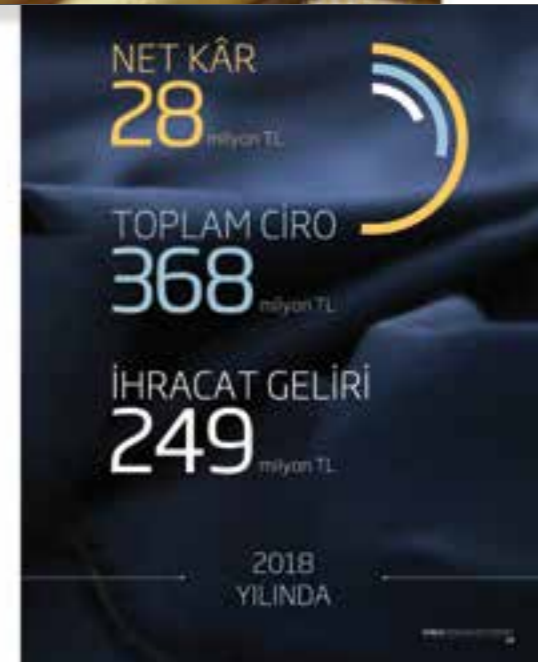 NET KÂR
28 milyon TL
TOPLAM CİRO
368 milyon TL
İHRACAT GELİRİ
249 milyon TL
2018
YILINDA